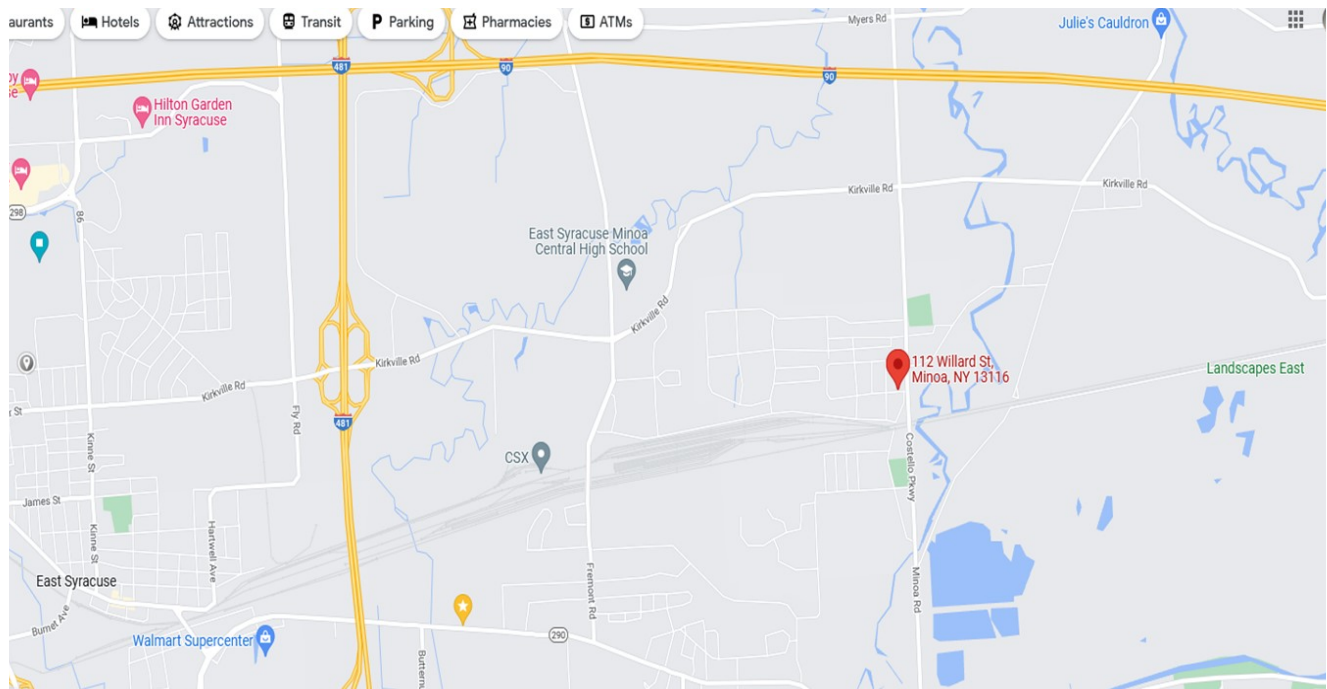 aurants
Hotels
Attractions
Transit
Parking
Pharmacies
ATMs
Myers Rd
Julie's Cauldron
481
90
90
Hilton Garden
Inn Syracuse
298
98
Kirkville Rd
Kirkville Rd
East Syracuse Minoa
Central High School
Kirkville Rd
112 Willard St,
Minoa, NY 13116
Landscapes East
Kirkville Rd
Kirkville Rd
St
Fly Rd
481
Kinne St
CSX
Costello Pkwy
James St
Kinne St
Hartwell Ave
East Syracuse
Fremont Rd
Minoa Rd
Burnet Ave
Walmart Supercenter
290